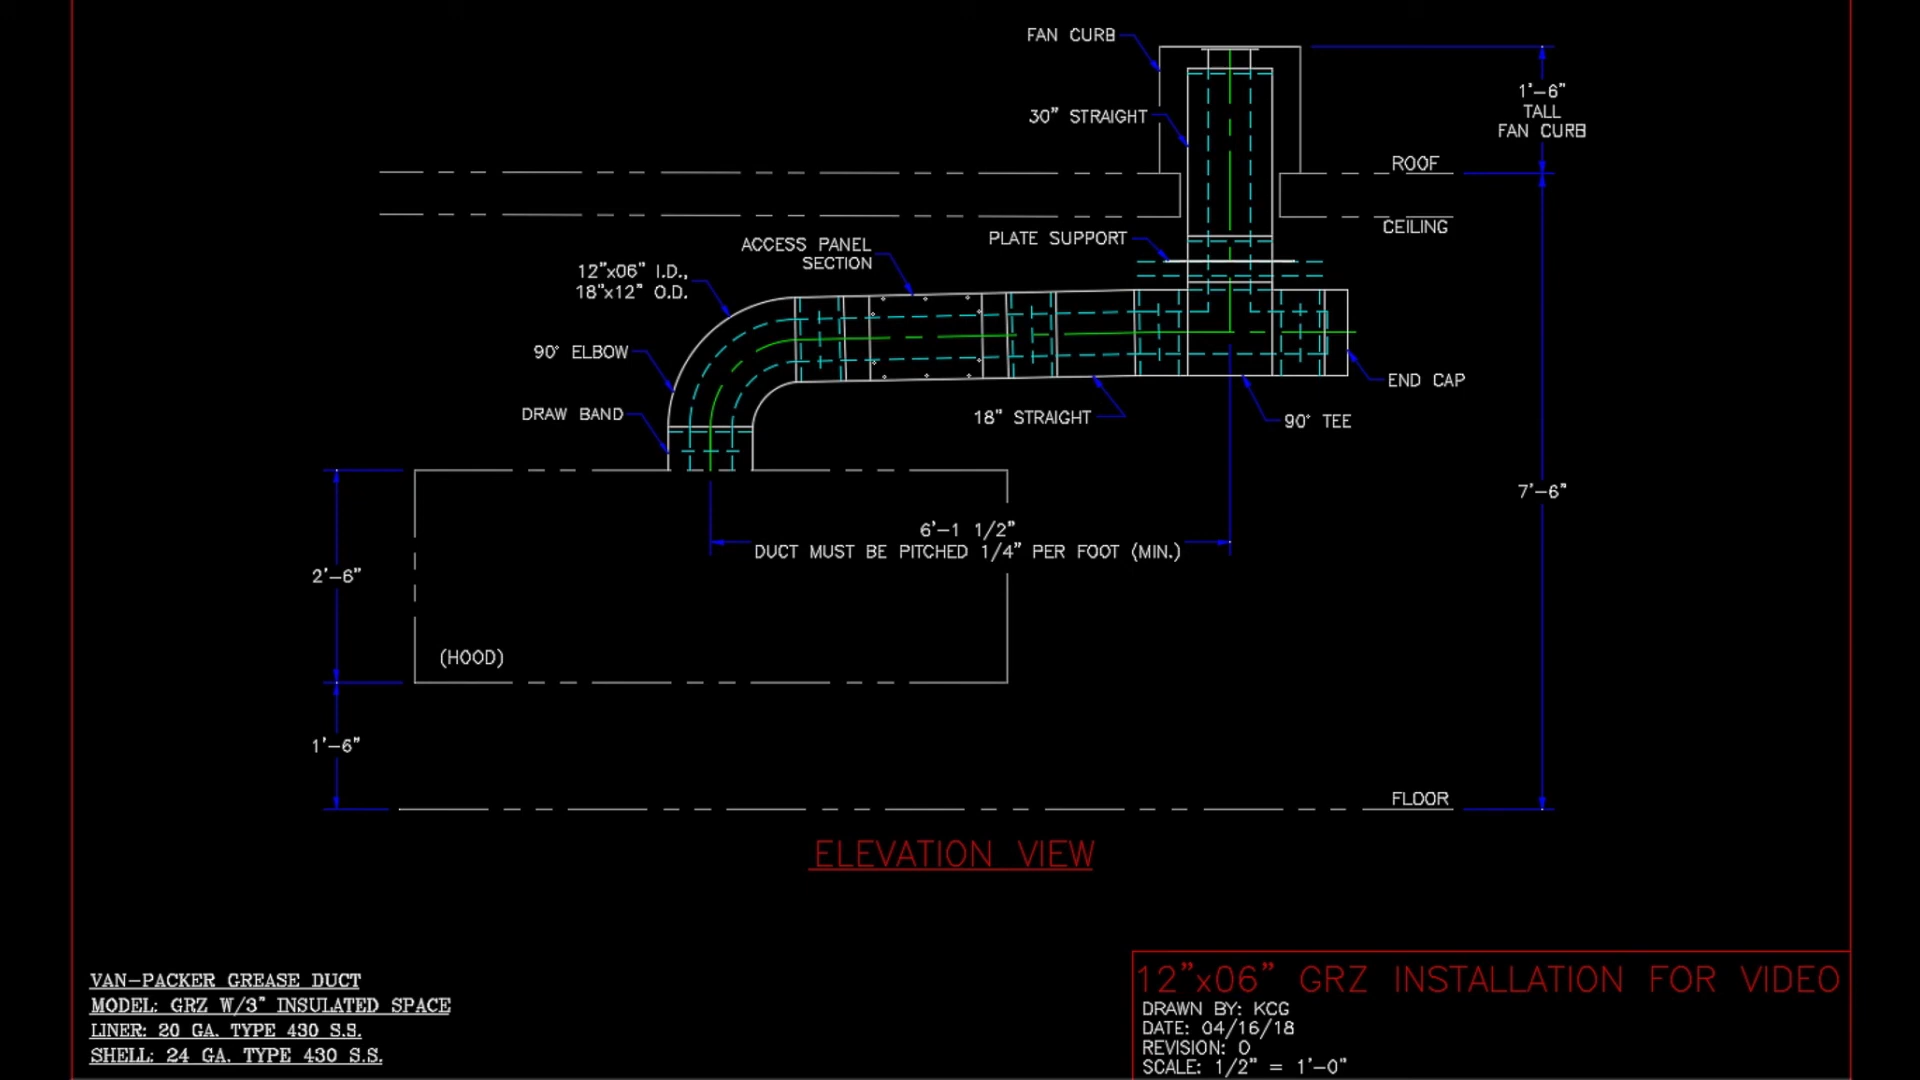 FAN CURB
30” STRAIGHT
1’-6”
TALL
FAN CURB
ROOF
CEILING
PLATE SUPPORT
ACCESS PANEL
SECTION
12”x06” I.D.,
18”x12” O.D.
90° ELBOW
DRAW BAND
18” STRAIGHT
END CAP
90° TEE
7’-6”
6’-1 1/2”
DUCT MUST BE PITCHED 1/4” PER FOOT (MIN.)
2’-6”
(HOOD)
1’-6”
FLOOR
ELEVATION VIEW
VAN-PACKER GREASE DUCT
MODEL: GRZ W/3” INSULATED SPACE
LINER: 20 GA. TYPE 430 S.S.
SHELL: 24 GA. TYPE 430 S.S.
12”x06” GRZ INSTALLATION FOR VIDEO
DRAWN BY: KCG
DATE: 04/16/18
REVISION: 0
SCALE: 1/2” = 1’-0”